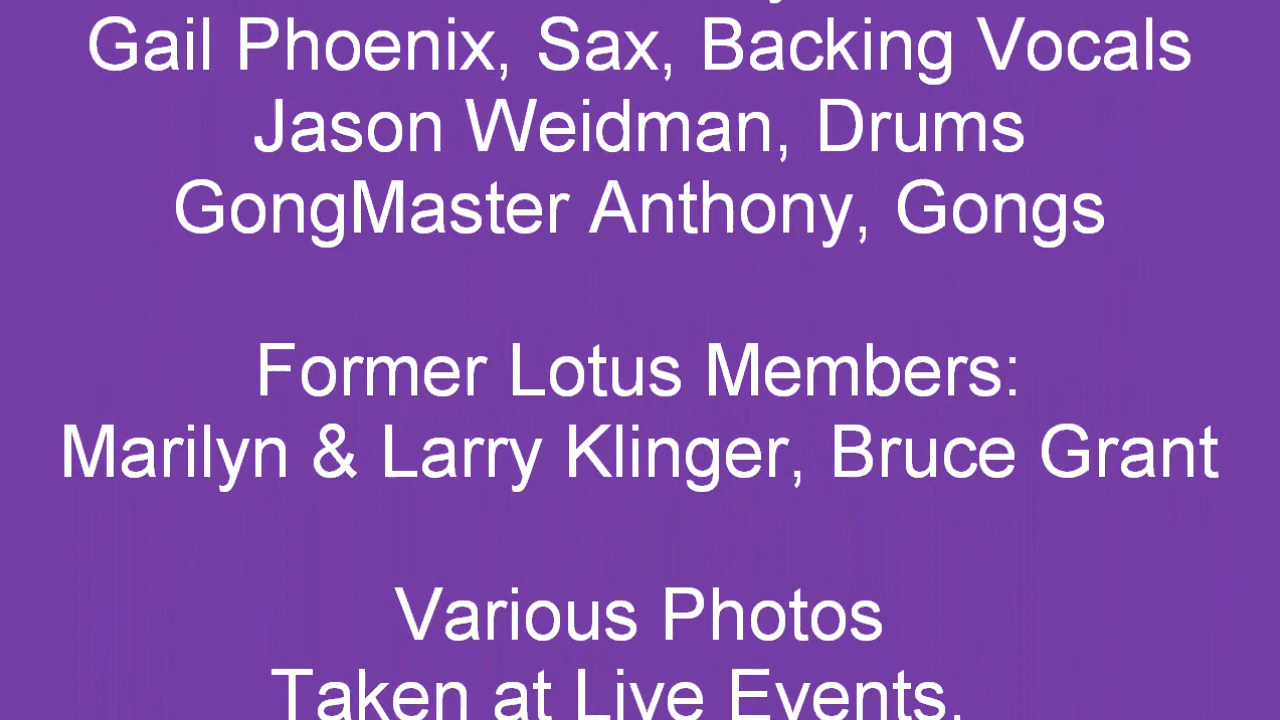 Gail Phoenix, Sax, Backing Vocals
Jason Weidman, Drums
GongMaster Anthony, Gongs
Former Lotus Members:
Marilyn & Larry Klinger, Bruce Grant
Various Photos
Taken at Live Events.